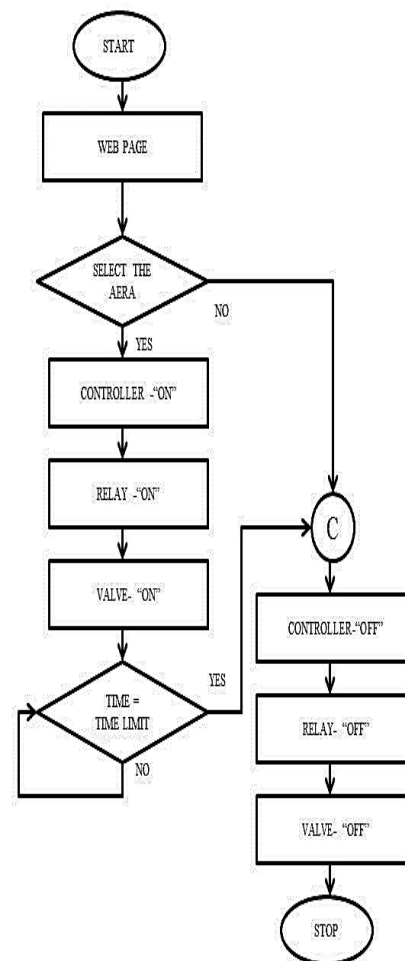 START
WEB PAGE
SELECT THE
AERA
NO
YES
CONTROLLER -“ON”
RELAY -“ON”
VALVE- “ON”
TIME =
TIME LIMIT
YES
NO
C
CONTROLLER-“OFF”
RELAY- “OFF”
VALVE- “OFF”
STOP